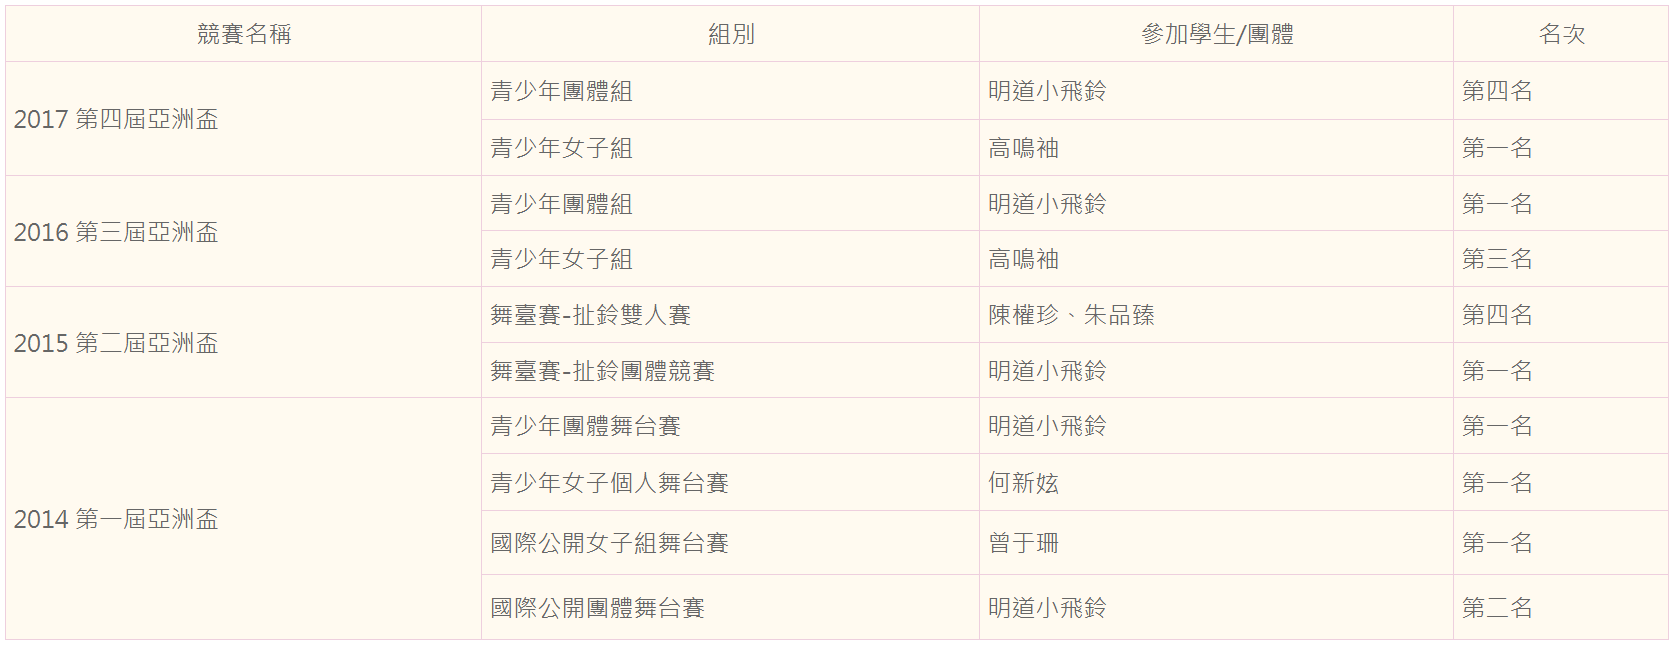 競賽名稱 組別 參加學生/團體 名次
2017 第四屆亞洲盃 青少年團體組 明道小飛鈴 第四名
青少年女子組 高鳴袖 第一名
2016 第三屆亞洲盃 青少年團體組 明道小飛鈴 第一名
青少年女子組 高鳴袖 第三名
2015 第二屆亞洲盃 舞臺賽-扯鈴雙人賽 陳權珍、朱品臻 第四名
舞臺賽-扯鈴團體競賽 明道小飛鈴 第一名
2014 第一屆亞洲盃 青少年團體舞台賽 明道小飛鈴 第一名
青少年女子個人舞台賽 何新妶 第一名
國際公開女子組舞台賽 曾于珊 第一名
國際公開團體舞台賽 明道小飛鈴 第二名